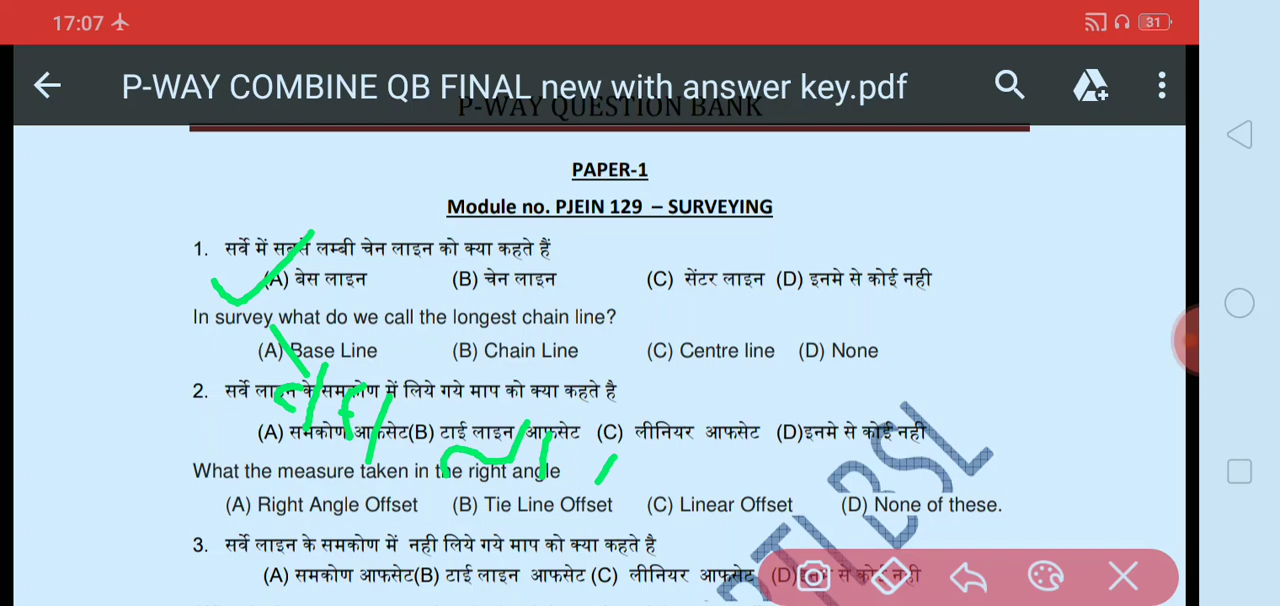 17:07 31
P-WAY COMBINE QB FINAL new with answer key.pdf
P-WAY QUESTION BANK
PAPER-1
Module no. PJEIN 129 – SURVEYING
1. सर्वे में सबसे लम्बी चेन लाइन को क्या कहते हैं
(A) बेस लाइन (B) चेन लाइन (C) सेंटर लाइन (D) इनमे से कोई नही
In survey what do we call the longest chain line?
(A) Base Line (B) Chain Line (C) Centre line (D) None
2. सर्वे लाइन के समकोण में लिये गये माप को क्या कहते है
(A) समकोण आफसेट(B) टाई लाइन आफसेट (C) लीनियर आफसेट (D)इनमे से कोई नही
What the measure taken in the right angle
(A) Right Angle Offset (B) Tie Line Offset (C) Linear Offset (D) None of these.
3. सर्वे लाइन के समकोण में नही लिये गये माप को क्या कहते है
(A) समकोण आफसेट(B) टाई लाइन आफसेट (C) लीनियर आफसेट (D)इनमे से कोई नही
BSL